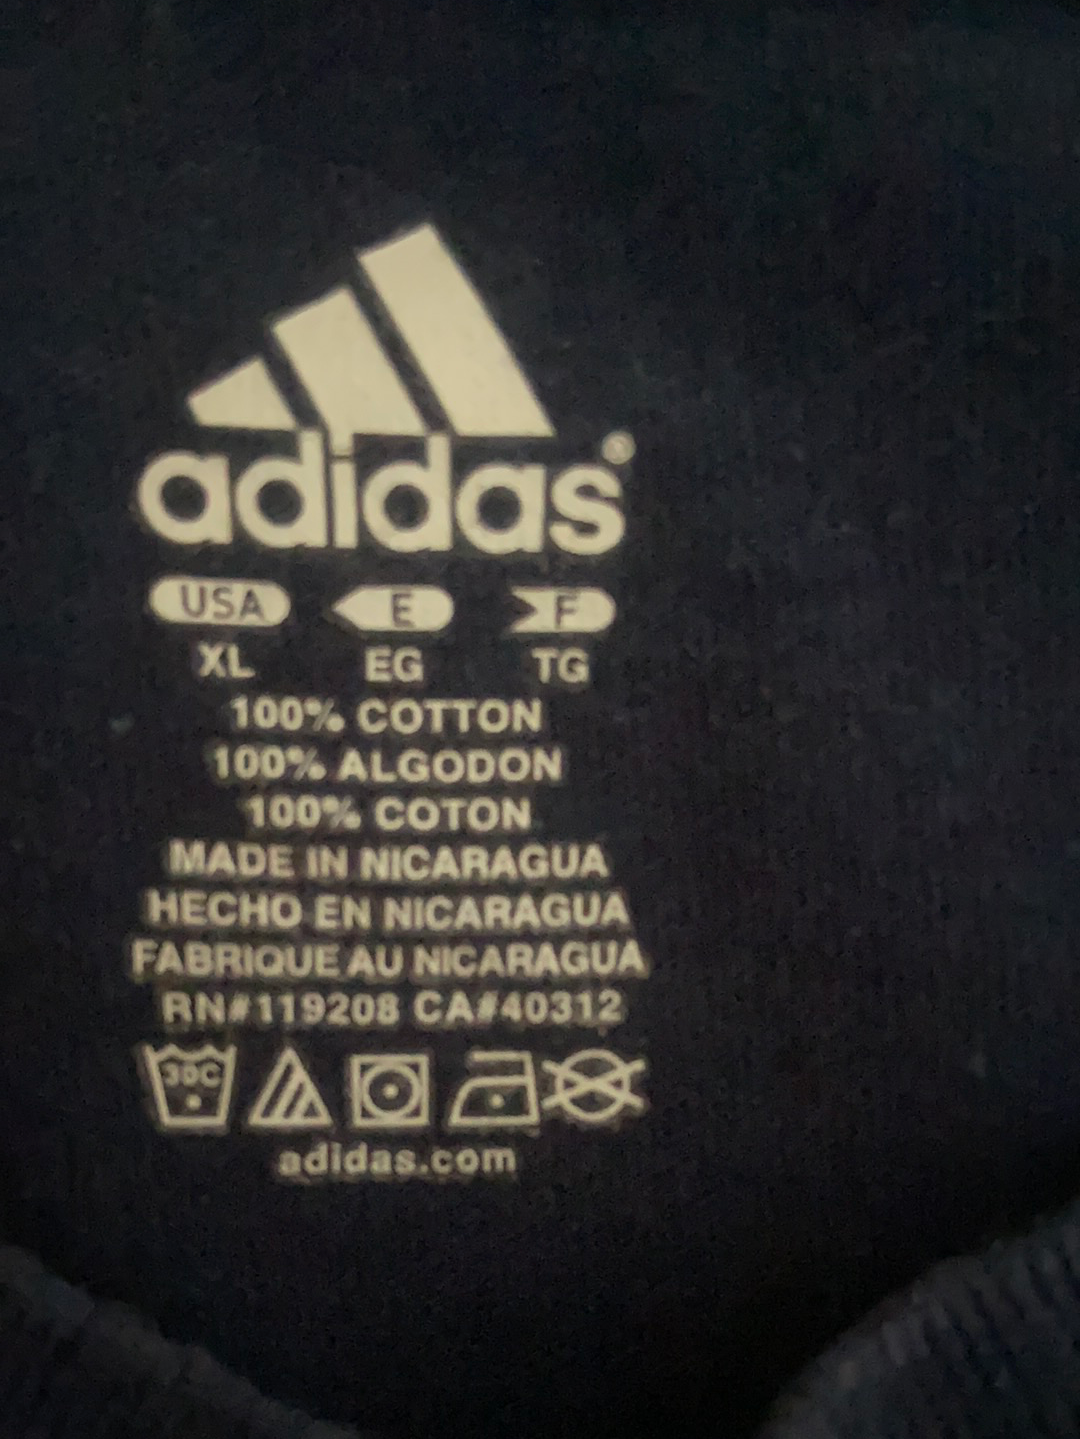 adidas®
USA E F
XL EG TG
100% COTTON
100% ALGODON
100% COTON
MADE IN NICARAGUA
HECHO EN NICARAGUA
FABRIQUE AU NICARAGUA
RN#119208 CA#40312
30C
adidas.com